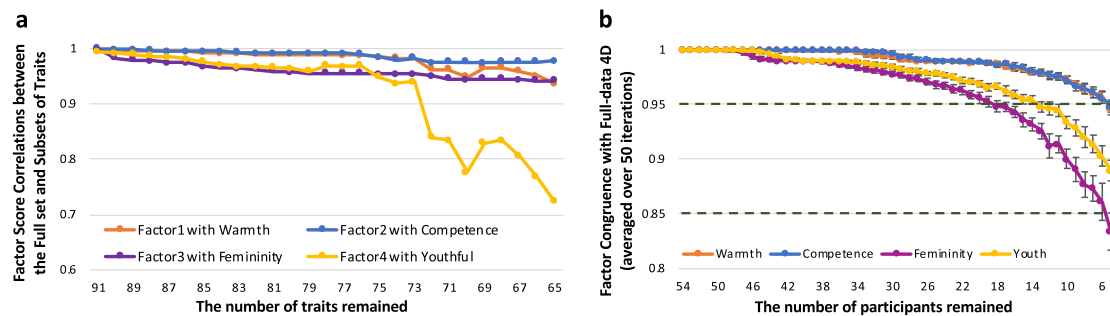 a
Factor Score Correlations between
the Full set and Subsets of Traits
1
0.9
0.8
0.7
0.6
Factor1 with Warmth
Factor2 with Competence
Factor3 with Femininity
Factor4 with Youthful
91 89 87 85 83 81 79 77 75 73 71 69 67 65
The number of traits remained
b
Factor Congruence with Full-data 4D
(averaged over 50 iterations)
1
0.95
0.9
0.85
0.8
Warmth Competence Femininity Youth
54 50 46 42 38 34 30 26 22 18 14 10 6
The number of participants remained